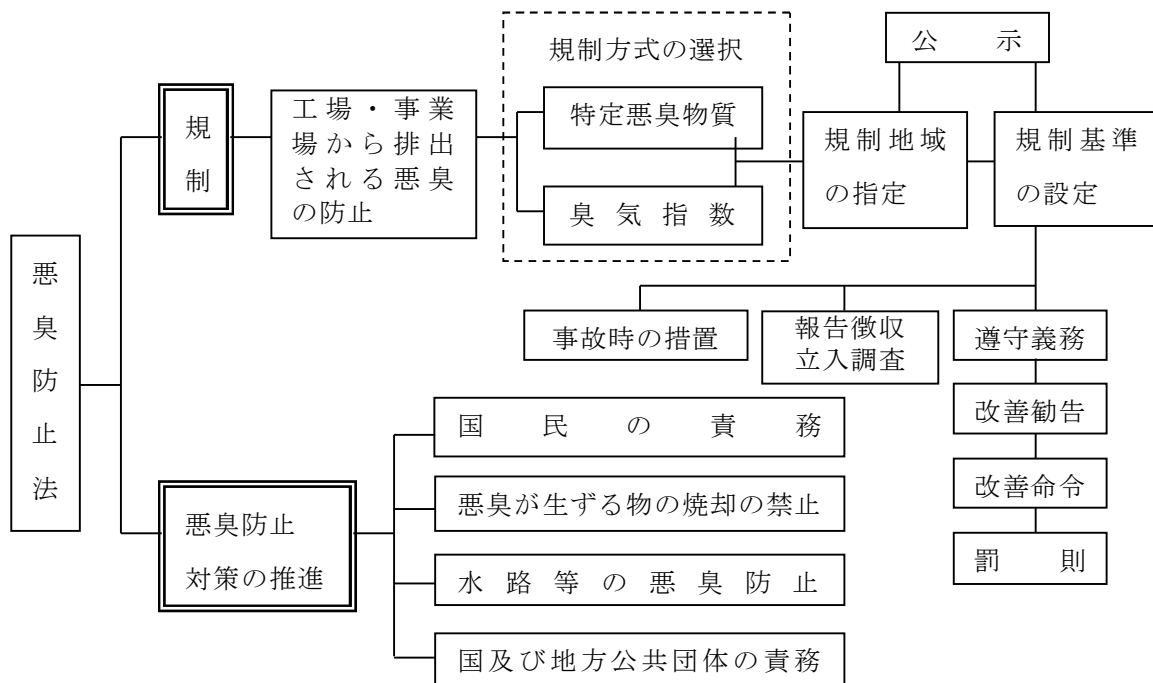 規制方式の選択
公示
規制
工場・事業
場から排出
される悪臭
の防止
特定悪臭物質
臭気指数
規制地域
の指定
規制基準
の設定
悪臭防止法
事故時の措置
報告徴収
立入調査
遵守義務
改善勧告
改善命令
罰則
悪臭防止
対策の推進
国民の責務
悪臭が生ずる物の焼却の禁止
水路等の悪臭防止
国及び地方公共団体の責務